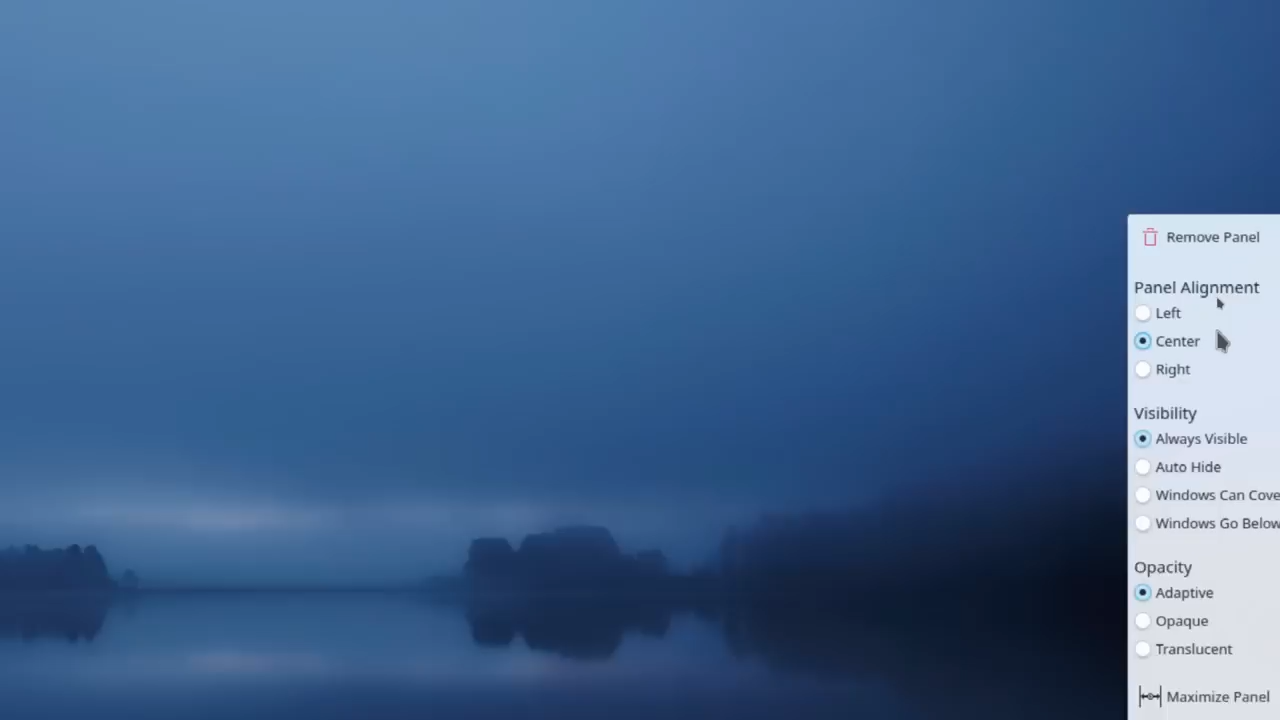 Remove Panel
Panel Alignment
Left
Center
Right
Visibility
Always Visible
Auto Hide
Windows Can Cove
Windows Go Below
Opacity
Adaptive
Opaque
Translucent
Maximize Panel